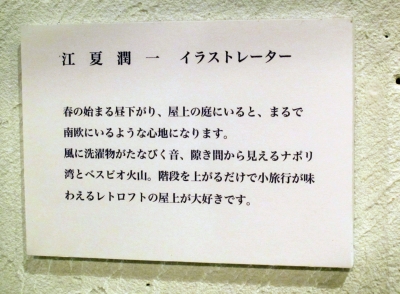 江夏潤一 イラストレーター
春の始まる昼下がり、屋上の庭にいると、まるで
南欧にいるような心地になります。
風に洗濯物がたなびく音、隙き間から見えるナポリ
湾とベスビオ火山。階段を上がるだけで小旅行が味
わえるレトロフトの屋上が大好きです。